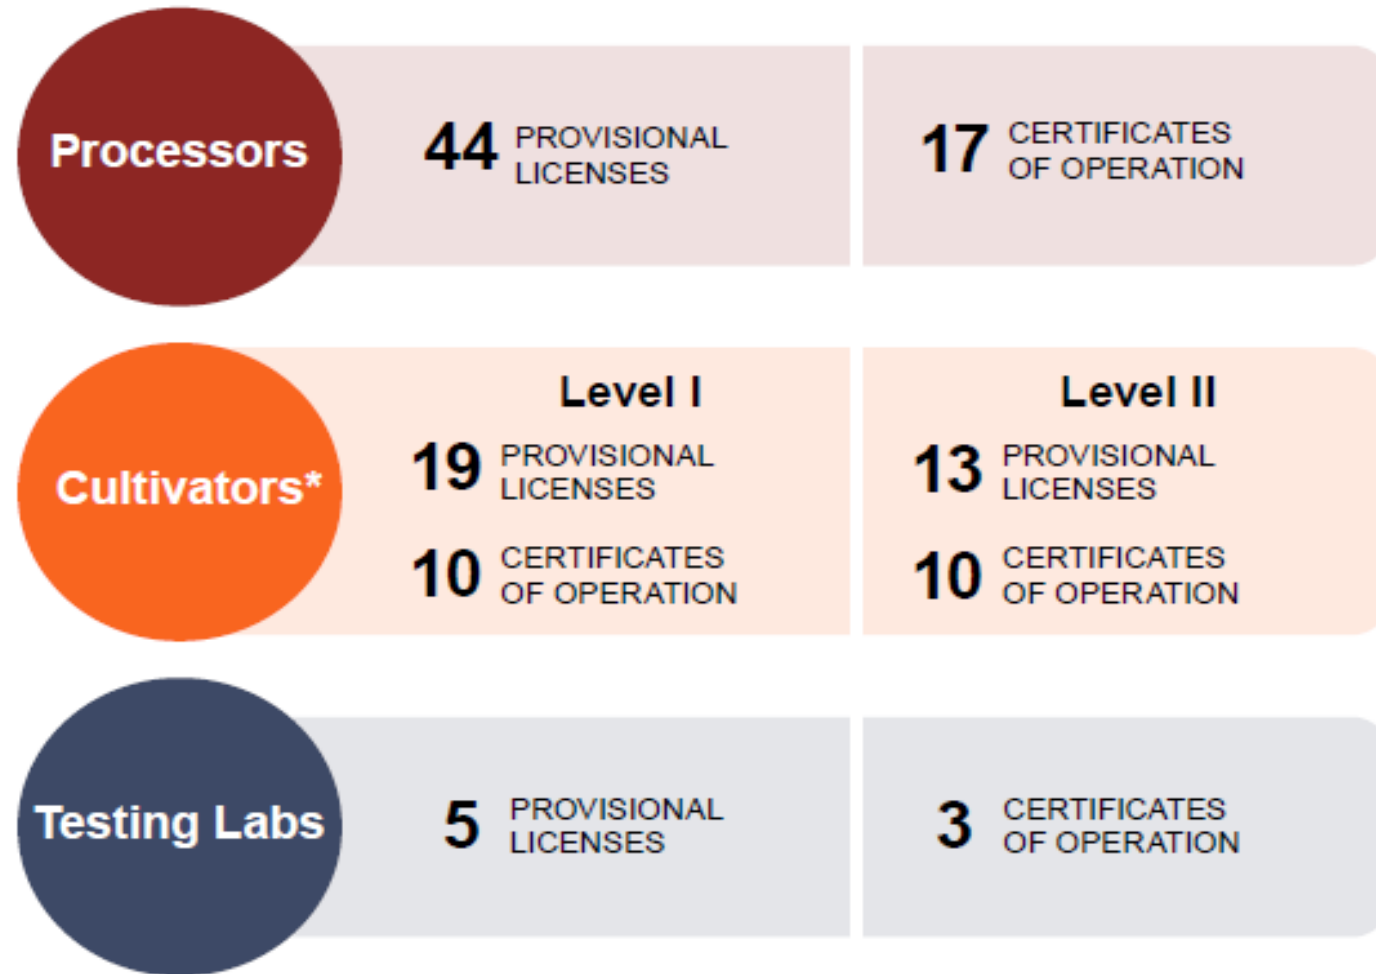 Processors
44 PROVISIONAL
LICENSES
17 CERTIFICATES
OF OPERATION
Cultivators*
Level I
19 PROVISIONAL
LICENSES
10 CERTIFICATES
OF OPERATION
Level II
13 PROVISIONAL
LICENSES
10 CERTIFICATES
OF OPERATION
Testing Labs
5 PROVISIONAL
LICENSES
3 CERTIFICATES
OF OPERATION